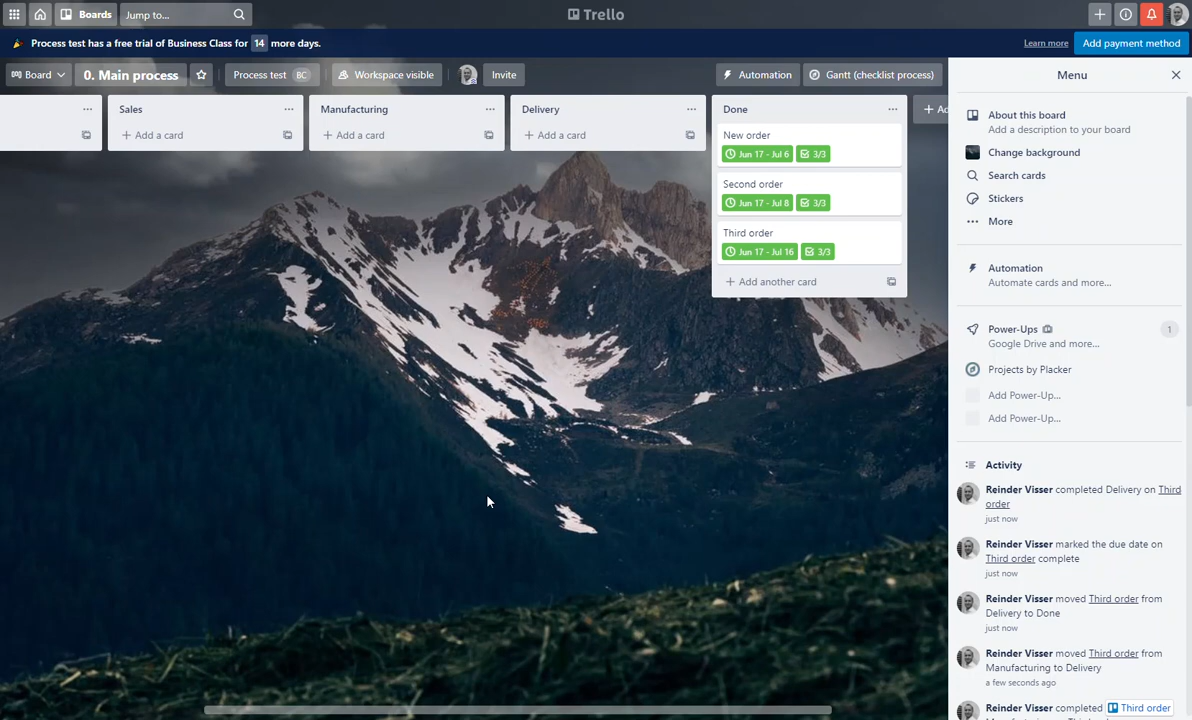 Boards
Jump to...
Trello
Process test has a free trial of Business Class for 14 more days.
Learn more
Add payment method
Board
0. Main process
Process test BC
Workspace visible
Invite
Automation
Gantt (checklist process)
Menu
Sales
Add a card
Manufacturing
Add a card
Delivery
Add a card
Done
New order
Jun 17 - Jul 6 3/3
Second order
Jun 17 - Jul 8 3/3
Third order
Jun 17 - Jul 16 3/3
Add another card
About this board
Add a description to your board
Change background
Search cards
Stickers
More
Automation
Automate cards and more...
Power-Ups
1
Google Drive and more...
Projects by Placker
Add Power-Up...
Add Power-Up...
Activity
Reinder Visser completed Delivery on Third
order
just now
Reinder Visser marked the due date on
Third order complete
just now
Reinder Visser moved Third order from
Delivery to Done
just now
Reinder Visser moved Third order from
Manufacturing to Delivery
a few seconds ago
Reinder Visser completed
Third order